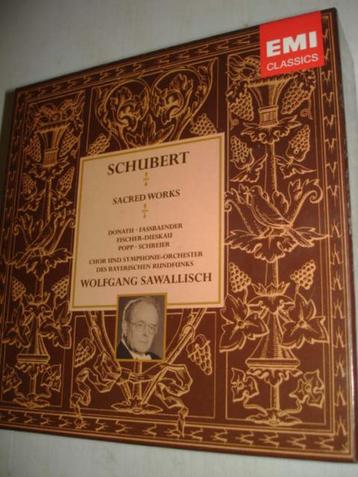 EMI
CLASSICS
SCHUBERT
SACRED WORKS
DONATH · FASSBAENDER
FISCHER-DIESKAU
POPP · SCHREIER
CHOR UND SYMPHONIE-ORCHESTER
DES BAYERISCHEN RUNDFUNKS
WOLFGANG SAWALLISCH